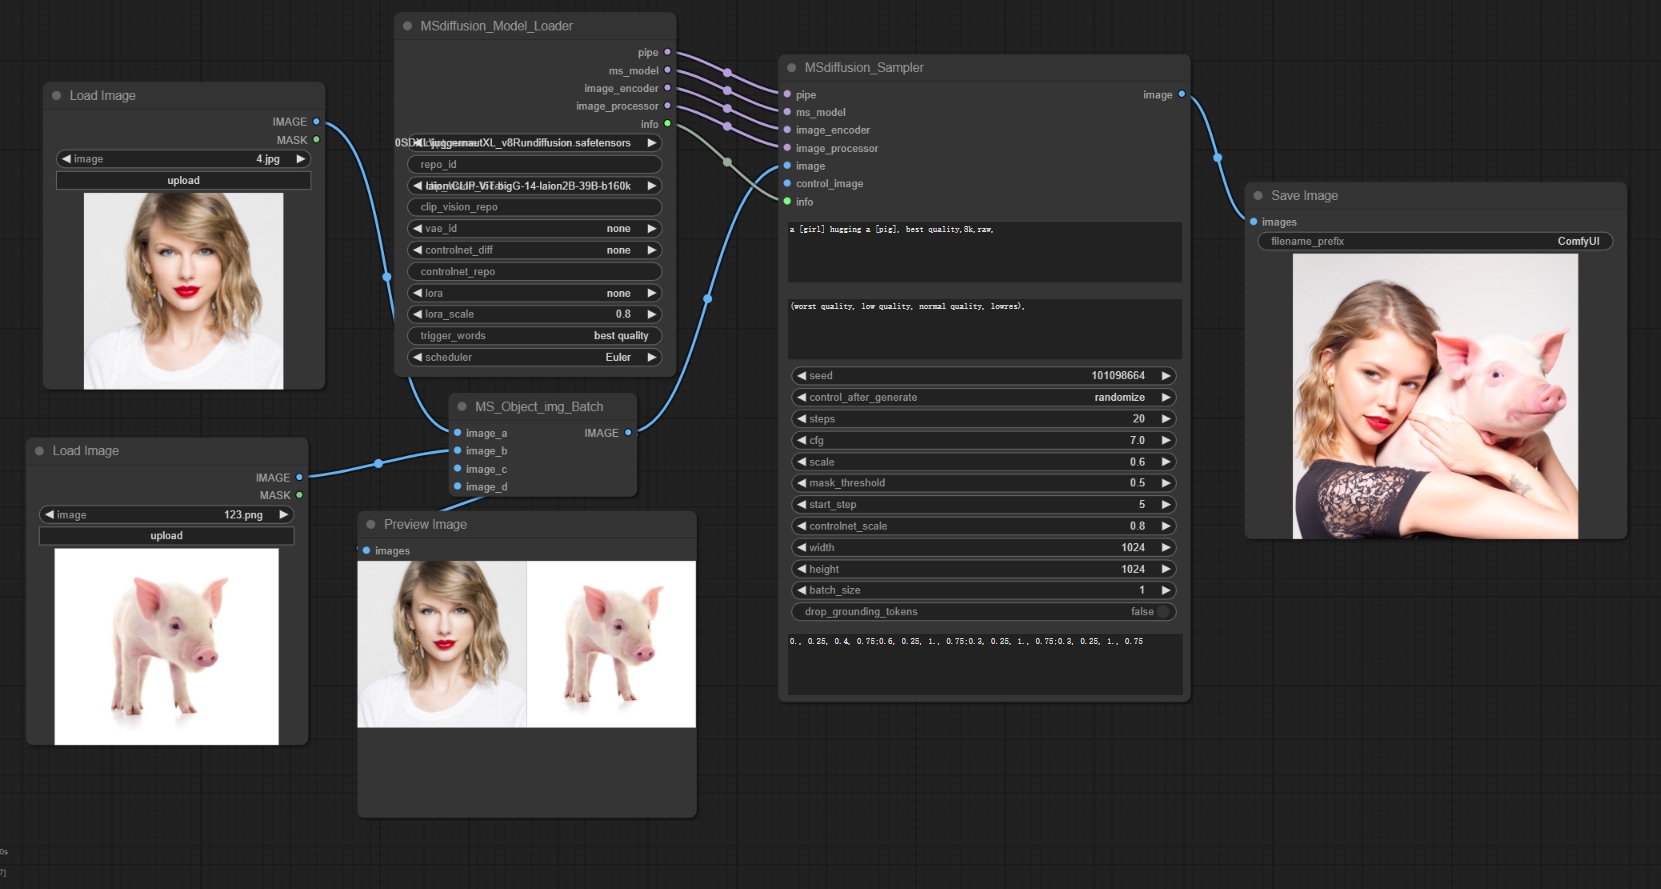 MSdiffusion_Model_Loader
pipe
ms_model
image_encoder
image_processor
info
juggernautXL_v8Rundiffusion.safetensors
repo_id
laion\CLIP-ViT-bigG-14-laion2B-39B-b160k
clip_vision_repo
vae_id none
controlnet_diff none
controlnet_repo
lora none
lora_scale 0.8
trigger_words best quality
scheduler Euler
Load Image
IMAGE
MASK
image 4.jpg
upload
Load Image
IMAGE
MASK
image 123.png
upload
MS_Object_img_Batch
image_a IMAGE
image_b
image_c
image_d
Preview Image
images
MSdiffusion_Sampler
pipe image
ms_model
image_encoder
image_processor
image
control_image
info
a [girl] hugging a [pig], best quality,8k,raw,
(worst quality, low quality, normal quality, lowres),
seed 101098664
control_after_generate randomize
steps 20
cfg 7.0
scale 0.6
mask_threshold 0.5
start_step 5
controlnet_scale 0.8
width 1024
height 1024
batch_size 1
drop_grounding_tokens false
0., 0.25, 0.4, 0.75;0.6, 0.25, 1., 0.75;0.3, 0.25, 1., 0.75;0.3, 0.25, 1., 0.75
Save Image
images
filename_prefix ComfyUI
0s
7]